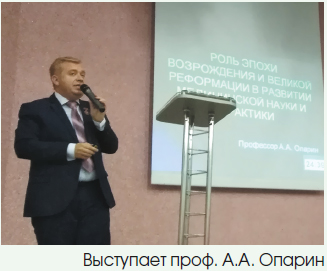 РОЛЬ ЭПОХИ
ВОЗРОЖДЕНИЯ И ВЕЛИКОЙ
РЕФОРМАЦИИ В РАЗВИТИИ
НАУКИ И
Профессор А.А. Опарин
Выступает проф. А.А. Опарин